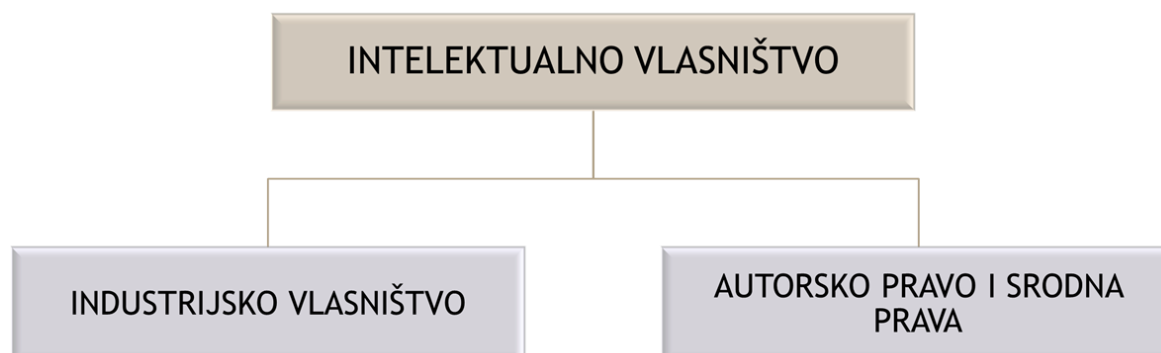 INTELEKTUALNO VLASNIŠTVO
INDUSTRIJSKO VLASNIŠTVO
AUTORSKO PRAVO I SRODNA
PRAVA